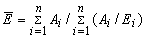 E̅ = Σ_{i=1}^{n} A_i / Σ_{i=1}^{n} (A_i / E_i)